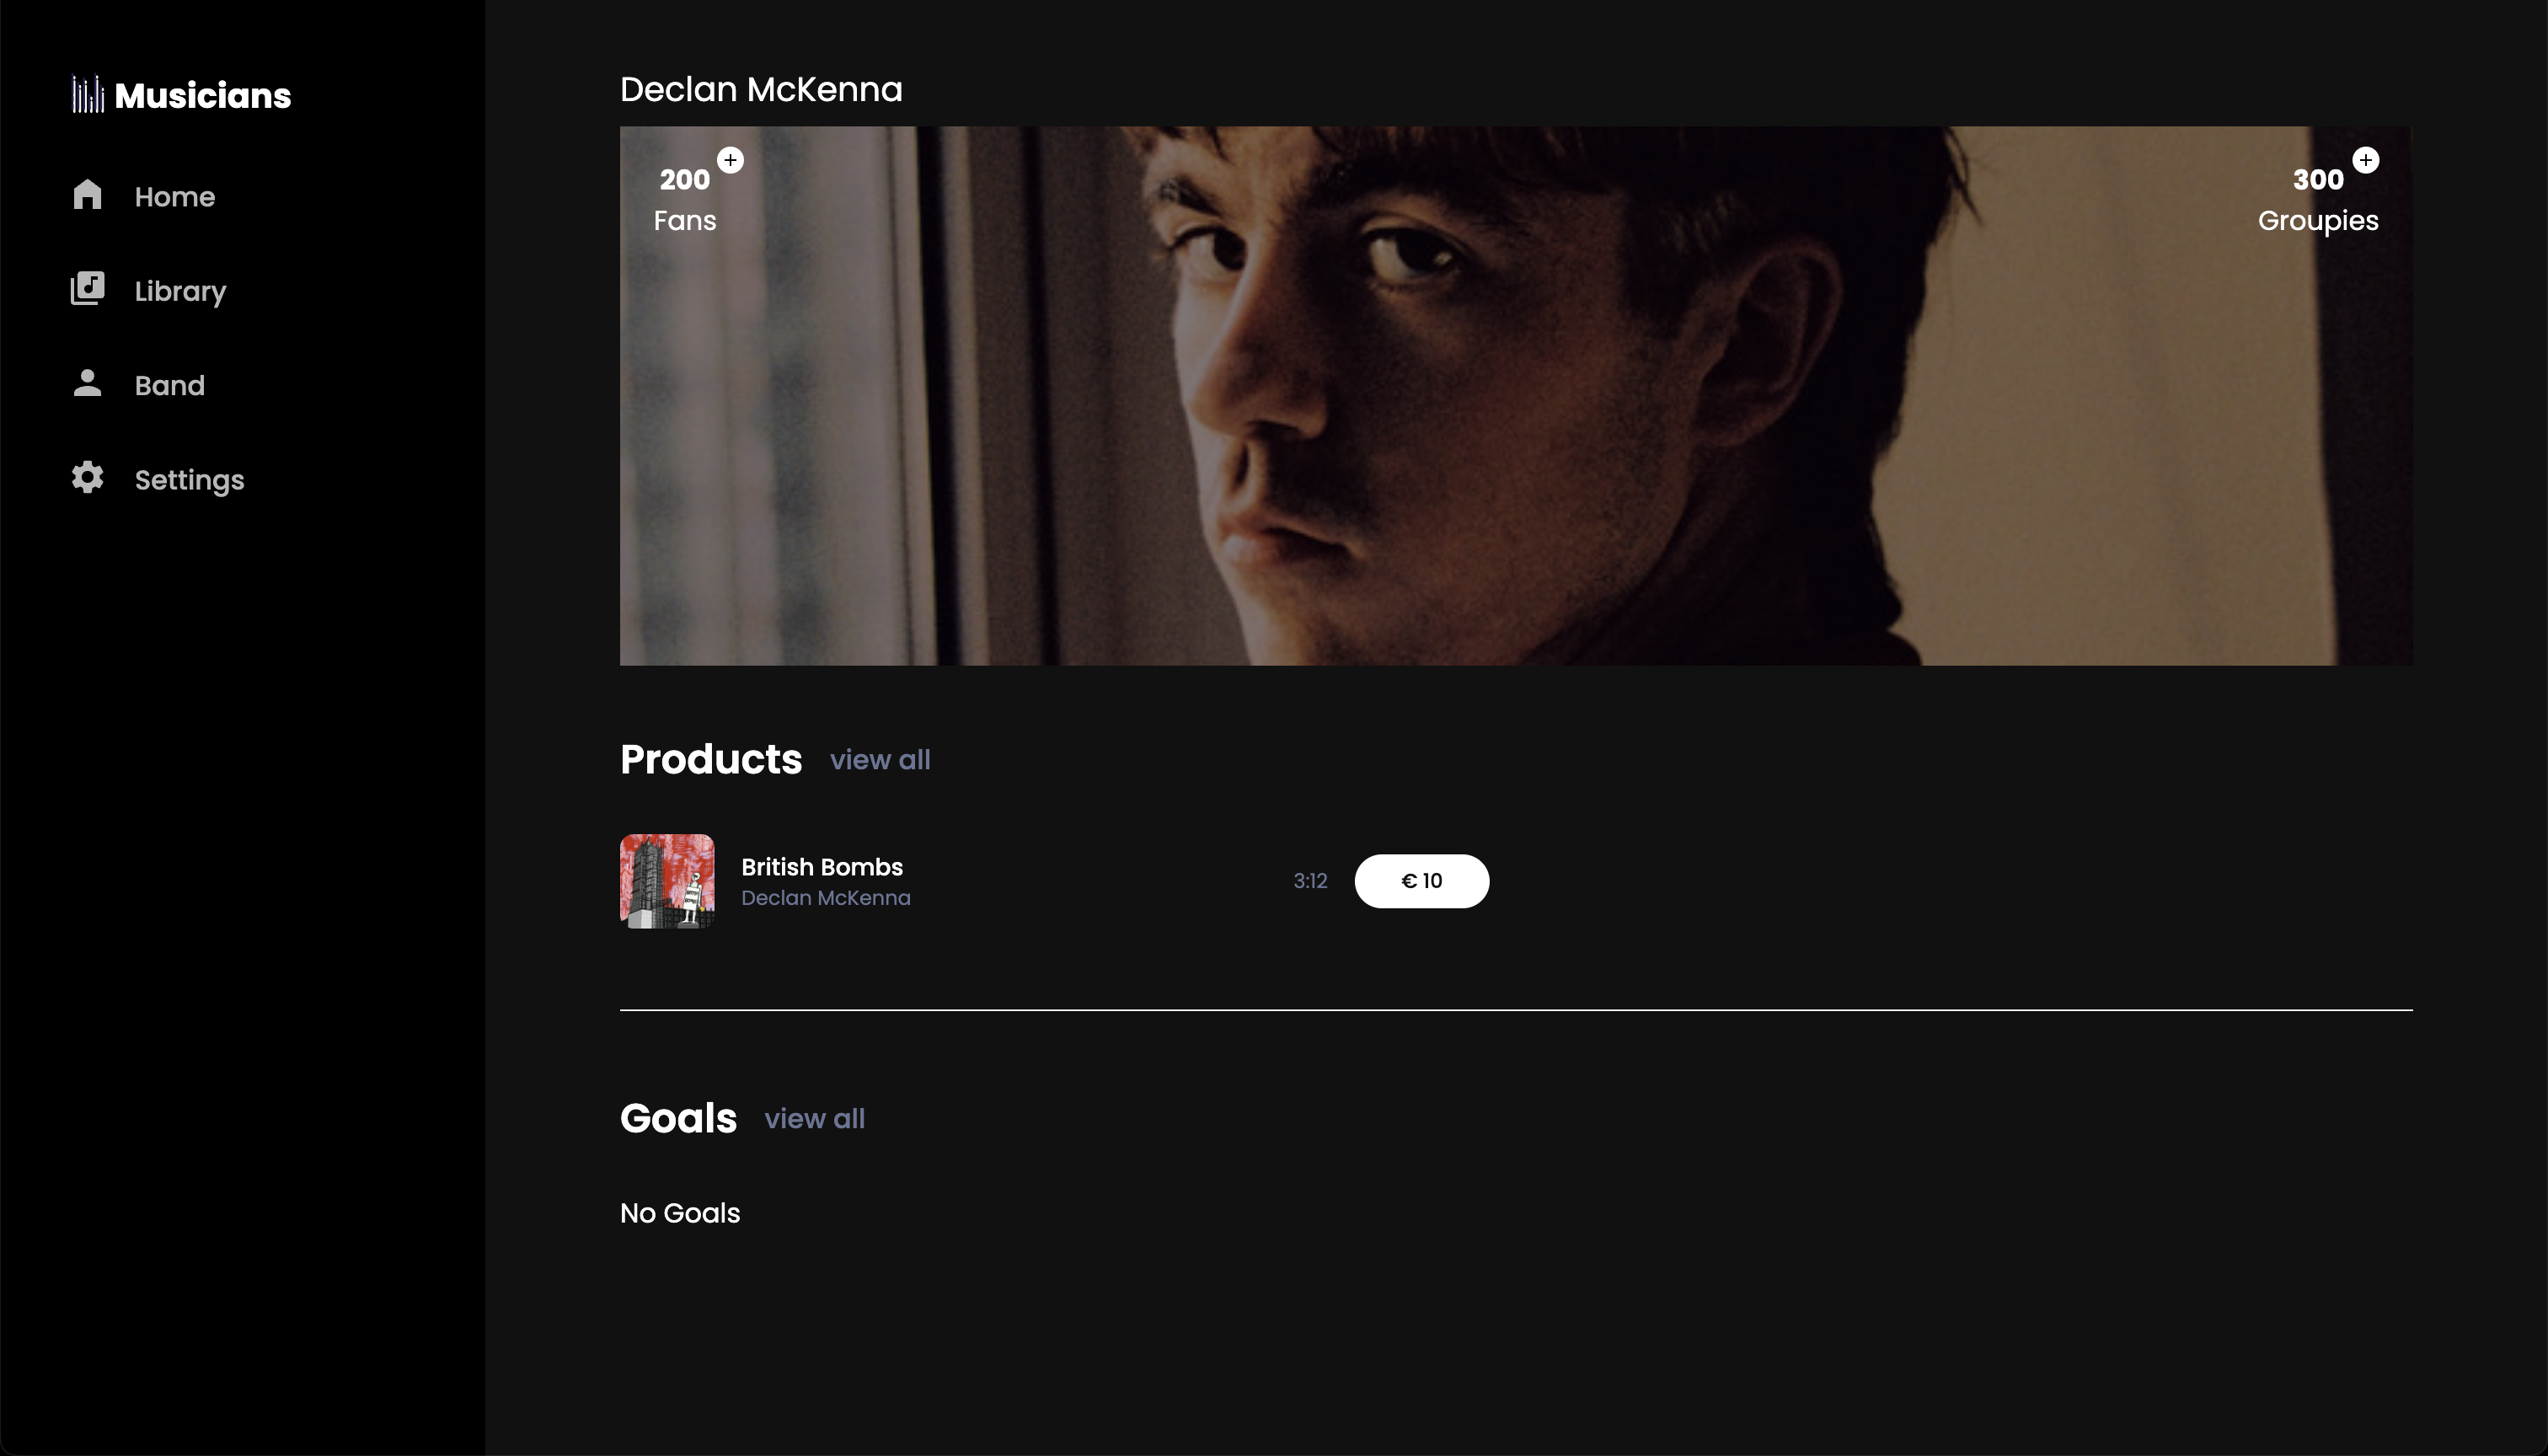 Musicians
Home
Library
Band
Settings
Declan McKenna
200
Fans
300
Groupies
Products view all
British Bombs
Declan McKenna
3:12
€ 10
Goals view all
No Goals